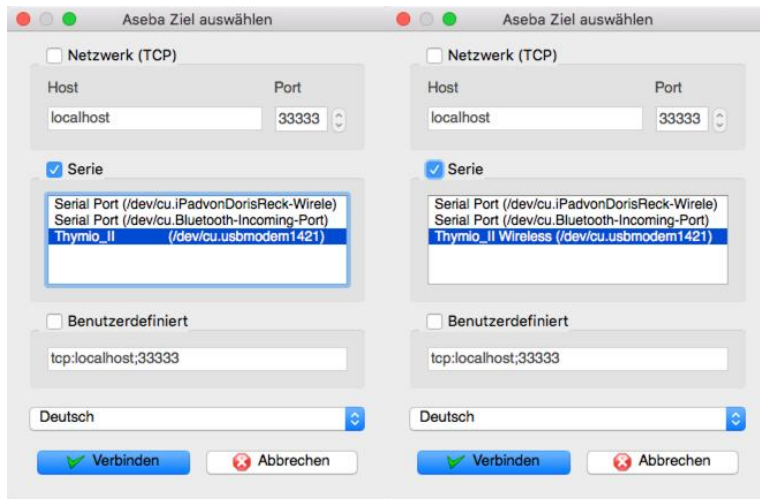 Aseba Ziel auswählen
Netzwerk (TCP)
Host Port
localhost 33333
Serie
Serial Port (/dev/cu.iPadvonDorisReck-Wirele)
Serial Port (/dev/cu.Bluetooth-Incoming-Port)
Thymio_II (/dev/cu.usbmodem1421)
Benutzerdefiniert
tcp:localhost;33333
Deutsch
Verbinden Abbrechen
Aseba Ziel auswählen
Netzwerk (TCP)
Host Port
localhost 33333
Serie
Serial Port (/dev/cu.iPadvonDorisReck-Wirele)
Serial Port (/dev/cu.Bluetooth-Incoming-Port)
Thymio_II Wireless (/dev/cu.usbmodem1421)
Benutzerdefiniert
tcp:localhost;33333
Deutsch
Verbinden Abbrechen